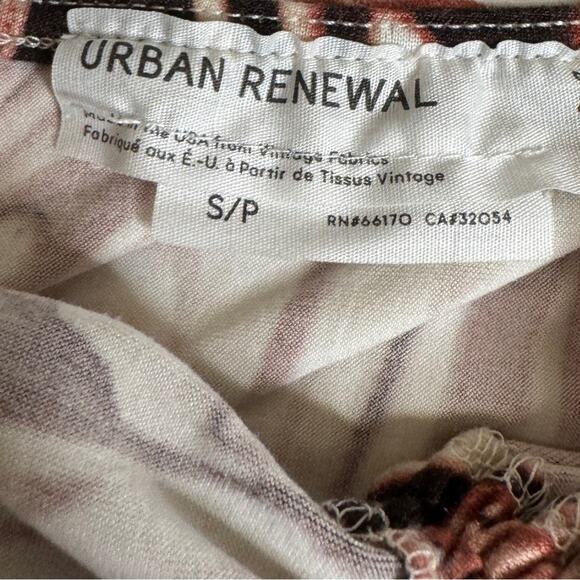 URBAN RENEWAL
Made in the USA from Vintage Fabrics
Fabriqué aux É.-U. à Partir de Tissus Vintage
S/P RN#66170 CA#32054